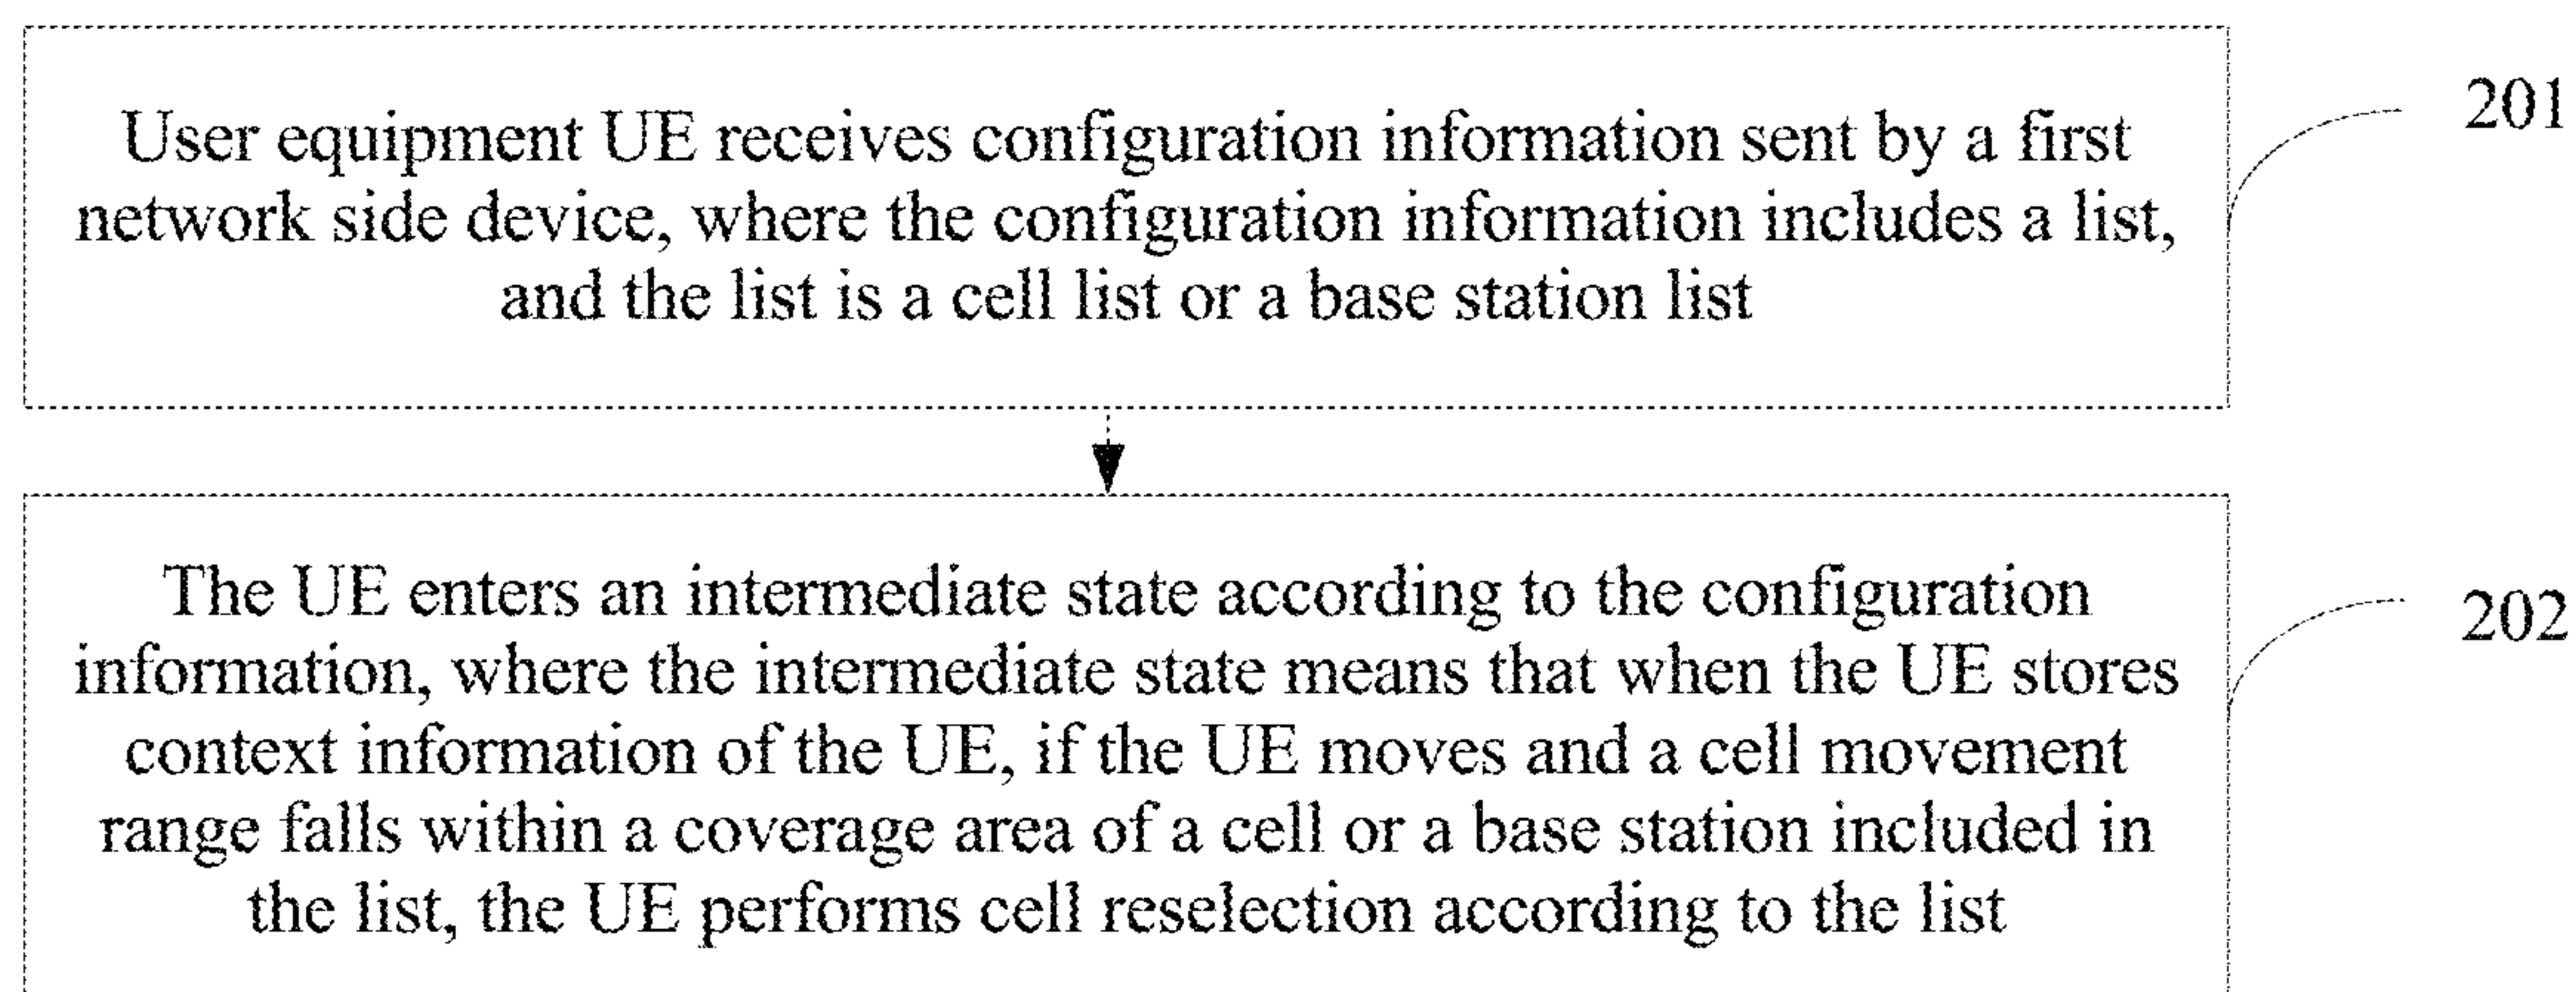 User equipment UE receives configuration information sent by a first
network side device, where the configuration information includes a list,
and the list is a cell list or a base station list
201
The UE enters an intermediate state according to the configuration
information, where the intermediate state means that when the UE stores
context information of the UE, if the UE moves and a cell movement
range falls within a coverage area of a cell or a base station included in
the list, the UE performs cell reselection according to the list
202